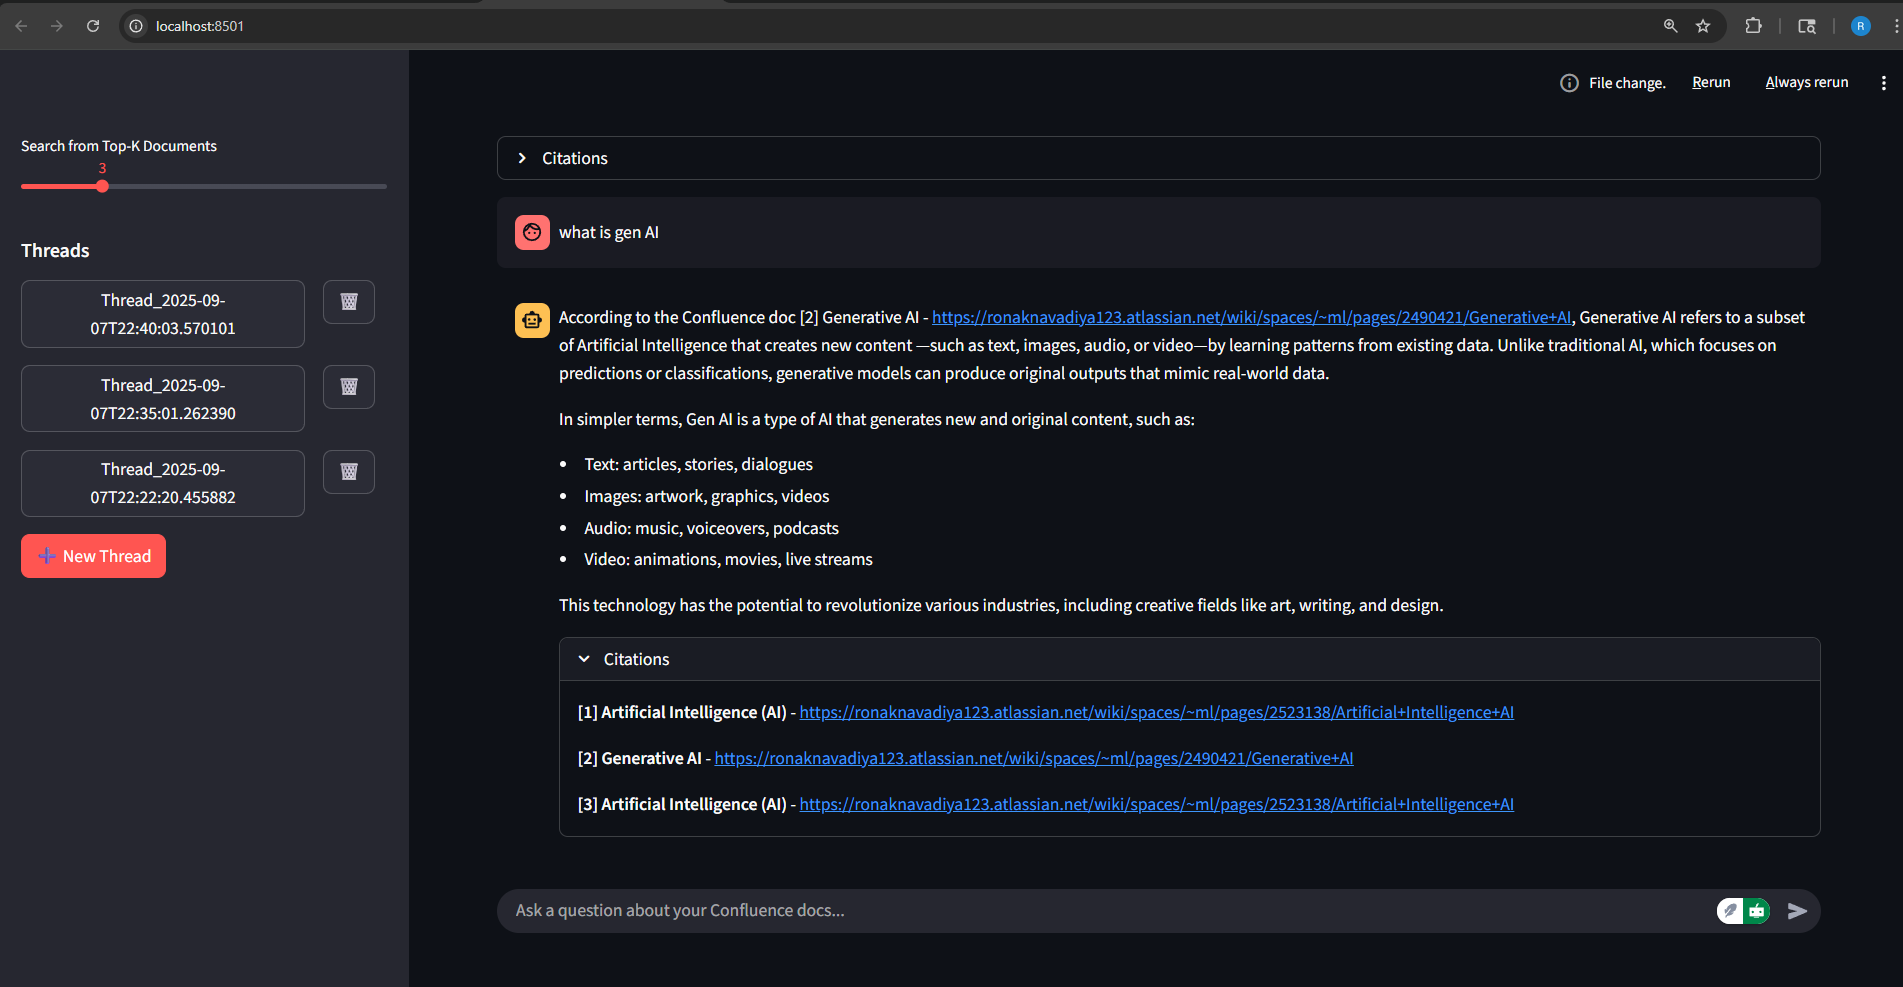 localhost:8501
R
File change. Rerun Always rerun
Search from Top-K Documents
3
Threads
Thread_2025-09-
07T22:40:03.570101
Thread_2025-09-
07T22:35:01.262390
Thread_2025-09-
07T22:22:20.455882
New Thread
Citations
what is gen AI
According to the Confluence doc [2] Generative AI - https://ronaknavadiya123.atlassian.net/wiki/spaces/~ml/pages/2490421/Generative+AI, Generative AI refers to a subset
of Artificial Intelligence that creates new content —such as text, images, audio, or video—by learning patterns from existing data. Unlike traditional AI, which focuses on
predictions or classifications, generative models can produce original outputs that mimic real-world data.
In simpler terms, Gen AI is a type of AI that generates new and original content, such as:
• Text: articles, stories, dialogues
• Images: artwork, graphics, videos
• Audio: music, voiceovers, podcasts
• Video: animations, movies, live streams
This technology has the potential to revolutionize various industries, including creative fields like art, writing, and design.
Citations
[1] Artificial Intelligence (AI) - https://ronaknavadiya123.atlassian.net/wiki/spaces/~ml/pages/2523138/Artificial+Intelligence+AI
[2] Generative AI - https://ronaknavadiya123.atlassian.net/wiki/spaces/~ml/pages/2490421/Generative+AI
[3] Artificial Intelligence (AI) - https://ronaknavadiya123.atlassian.net/wiki/spaces/~ml/pages/2523138/Artificial+Intelligence+AI
Ask a question about your Confluence docs...